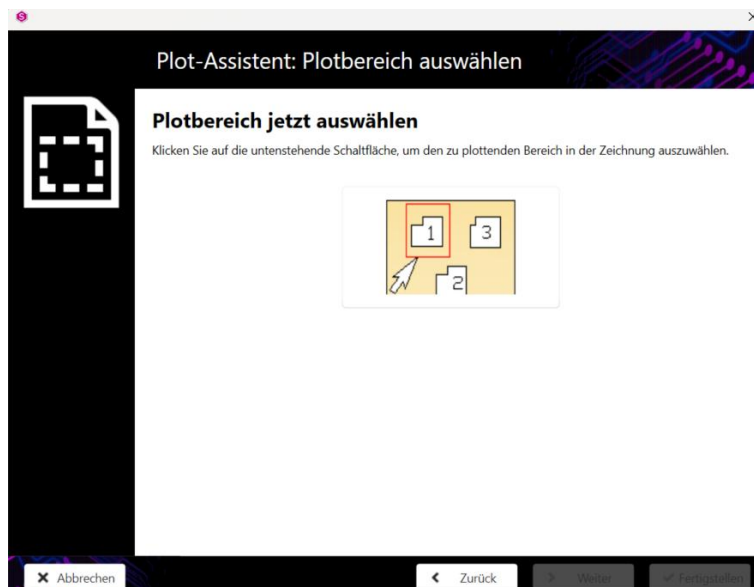 S
Plot-Assistent: Plotbereich auswählen
Plotbereich jetzt auswählen
Klicken Sie auf die untenstehende Schaltfläche, um den zu plottenden Bereich in der Zeichnung auszuwählen.
1 3
2
Abbrechen Zurück Weiter Fertigstellen